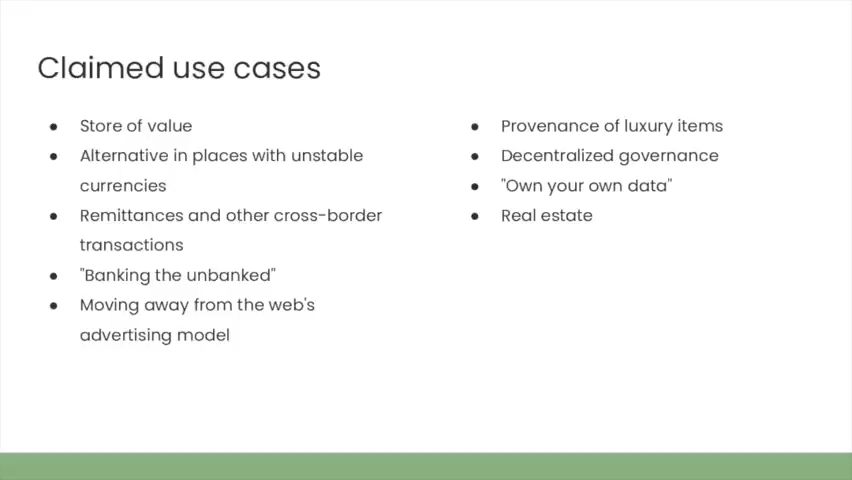 Claimed use cases
● Store of value
● Alternative in places with unstable
currencies
● Remittances and other cross-border
transactions
● "Banking the unbanked"
● Moving away from the web's
advertising model
● Provenance of luxury items
● Decentralized governance
● "Own your own data"
● Real estate